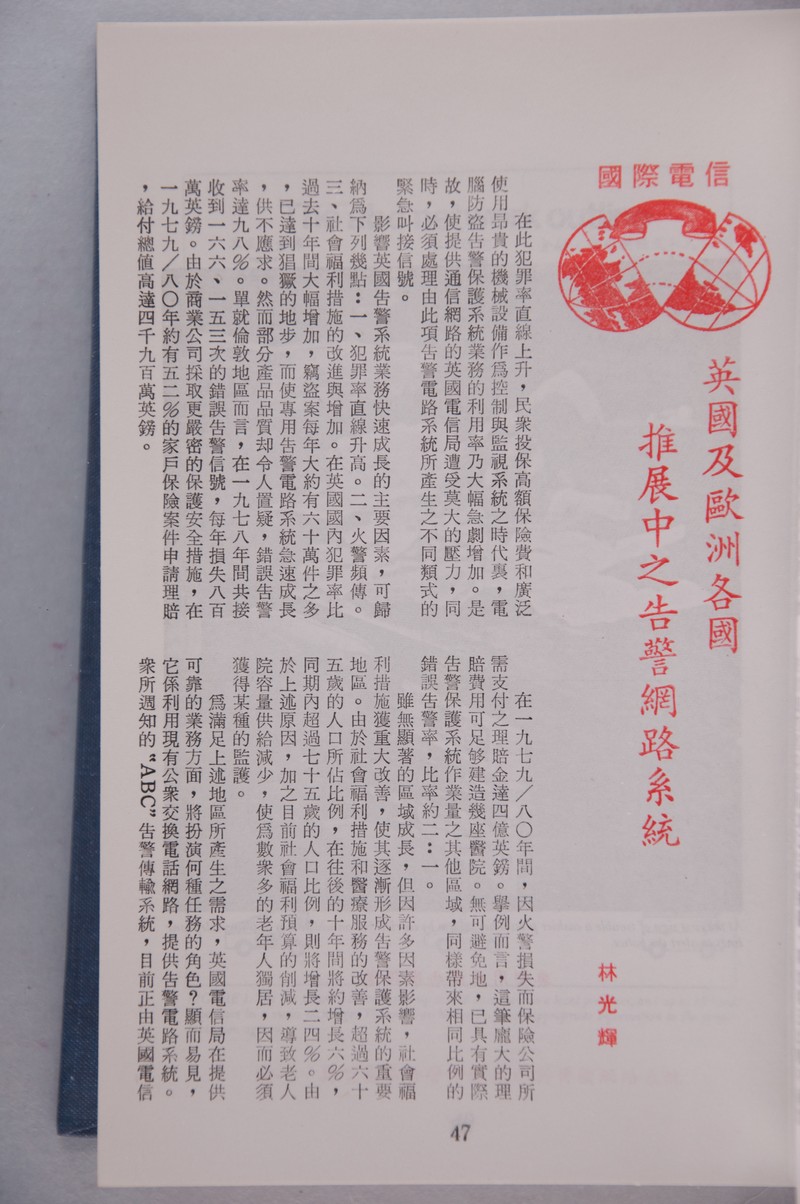 國際電信
英國及歐洲各國
推展中之告警網路系統
林光輝
在此犯罪率直線上升，民衆投保高額保險費和廣泛
使用昂貴的機械設備作爲控制與監視系統之時代裏，電
腦防盜告警保護系統業務的利用率乃大幅急劇增加。是
故，使提供通信網路的英國電信局遭受莫大的壓力，同
時，必須處理由此項告警電路系統所產生之不同類式的
緊急叫接信號。
影響英國告警系統業務快速成長的主要因素，可歸
納爲下列幾點：一、犯罪率直線升高。二、火警頻傳。
三、社會福利措施的改進與增加。在英國國內犯罪率比
過去十年間大幅增加，竊盜案每年大約有六十萬件之多
，已達到猖獗的地步，而使專用告警電路系統急速成長
，供不應求。然而部分產品品質却令人置疑，錯誤告警
率達九八％。單就倫敦地區而言，在一九七八年間共接
收到一六六、一五三次的錯誤告警信號，每年損失八百
萬英鎊。由於商業公司採取更嚴密的保護安全措施，在
一九七九／八〇年約有五二％的家戶保險案件申請理賠
，給付總值高達四千九百萬英鎊。
在一九七九／八〇年間，因火警損失而保險公司所
需支付之理賠金達四億英鎊。舉例而言，這筆龐大的理
賠費用可足够建造幾座醫院。無可避免地，已具有實際
告警保護系統作業量之其他區域，同樣帶來相同比例的
錯誤告警率，比率約二：一。
雖無顯著的區域成長，但因許多因素影響，社會福
利措施獲重大改善，使其逐漸形成告警保護系統的重要
地區。由於社會福利措施和醫療服務的改善，超過六十
五歲的人口所佔比例，在往後的十年間將約增長六％，
同期內超過七十五歲的人口比例，則將增長二四％。由
於上述原因，加之目前社會福利預算的削減，導致老人
院容量供給減少，使爲數衆多的老年人獨居，因而必須
獲得某種的監護。
爲滿足上述地區所產生之需求，英國電信局在提供
可靠的業務方面，將扮演何種任務的角色？顯而易見，
它係利用現有公衆交換電話網路，提供告警電路系統。
衆所週知的“ABC”告警傳輸系統，目前正由英國電信
47